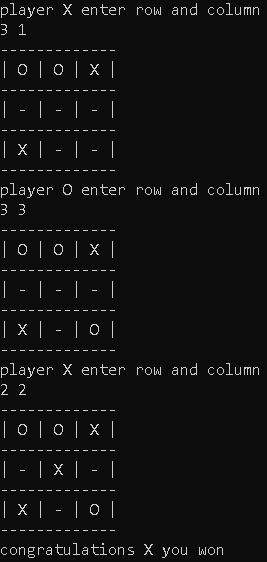 player X enter row and column
3 1
-------------
| O | O | X |
-------------
| - | - | - |
-------------
| X | - | - |
-------------
player O enter row and column
3 3
-------------
| O | O | X |
-------------
| - | - | - |
-------------
| X | - | O |
-------------
player X enter row and column
2 2
-------------
| O | O | X |
-------------
| - | X | - |
-------------
| X | - | O |
-------------
congratulations X you won